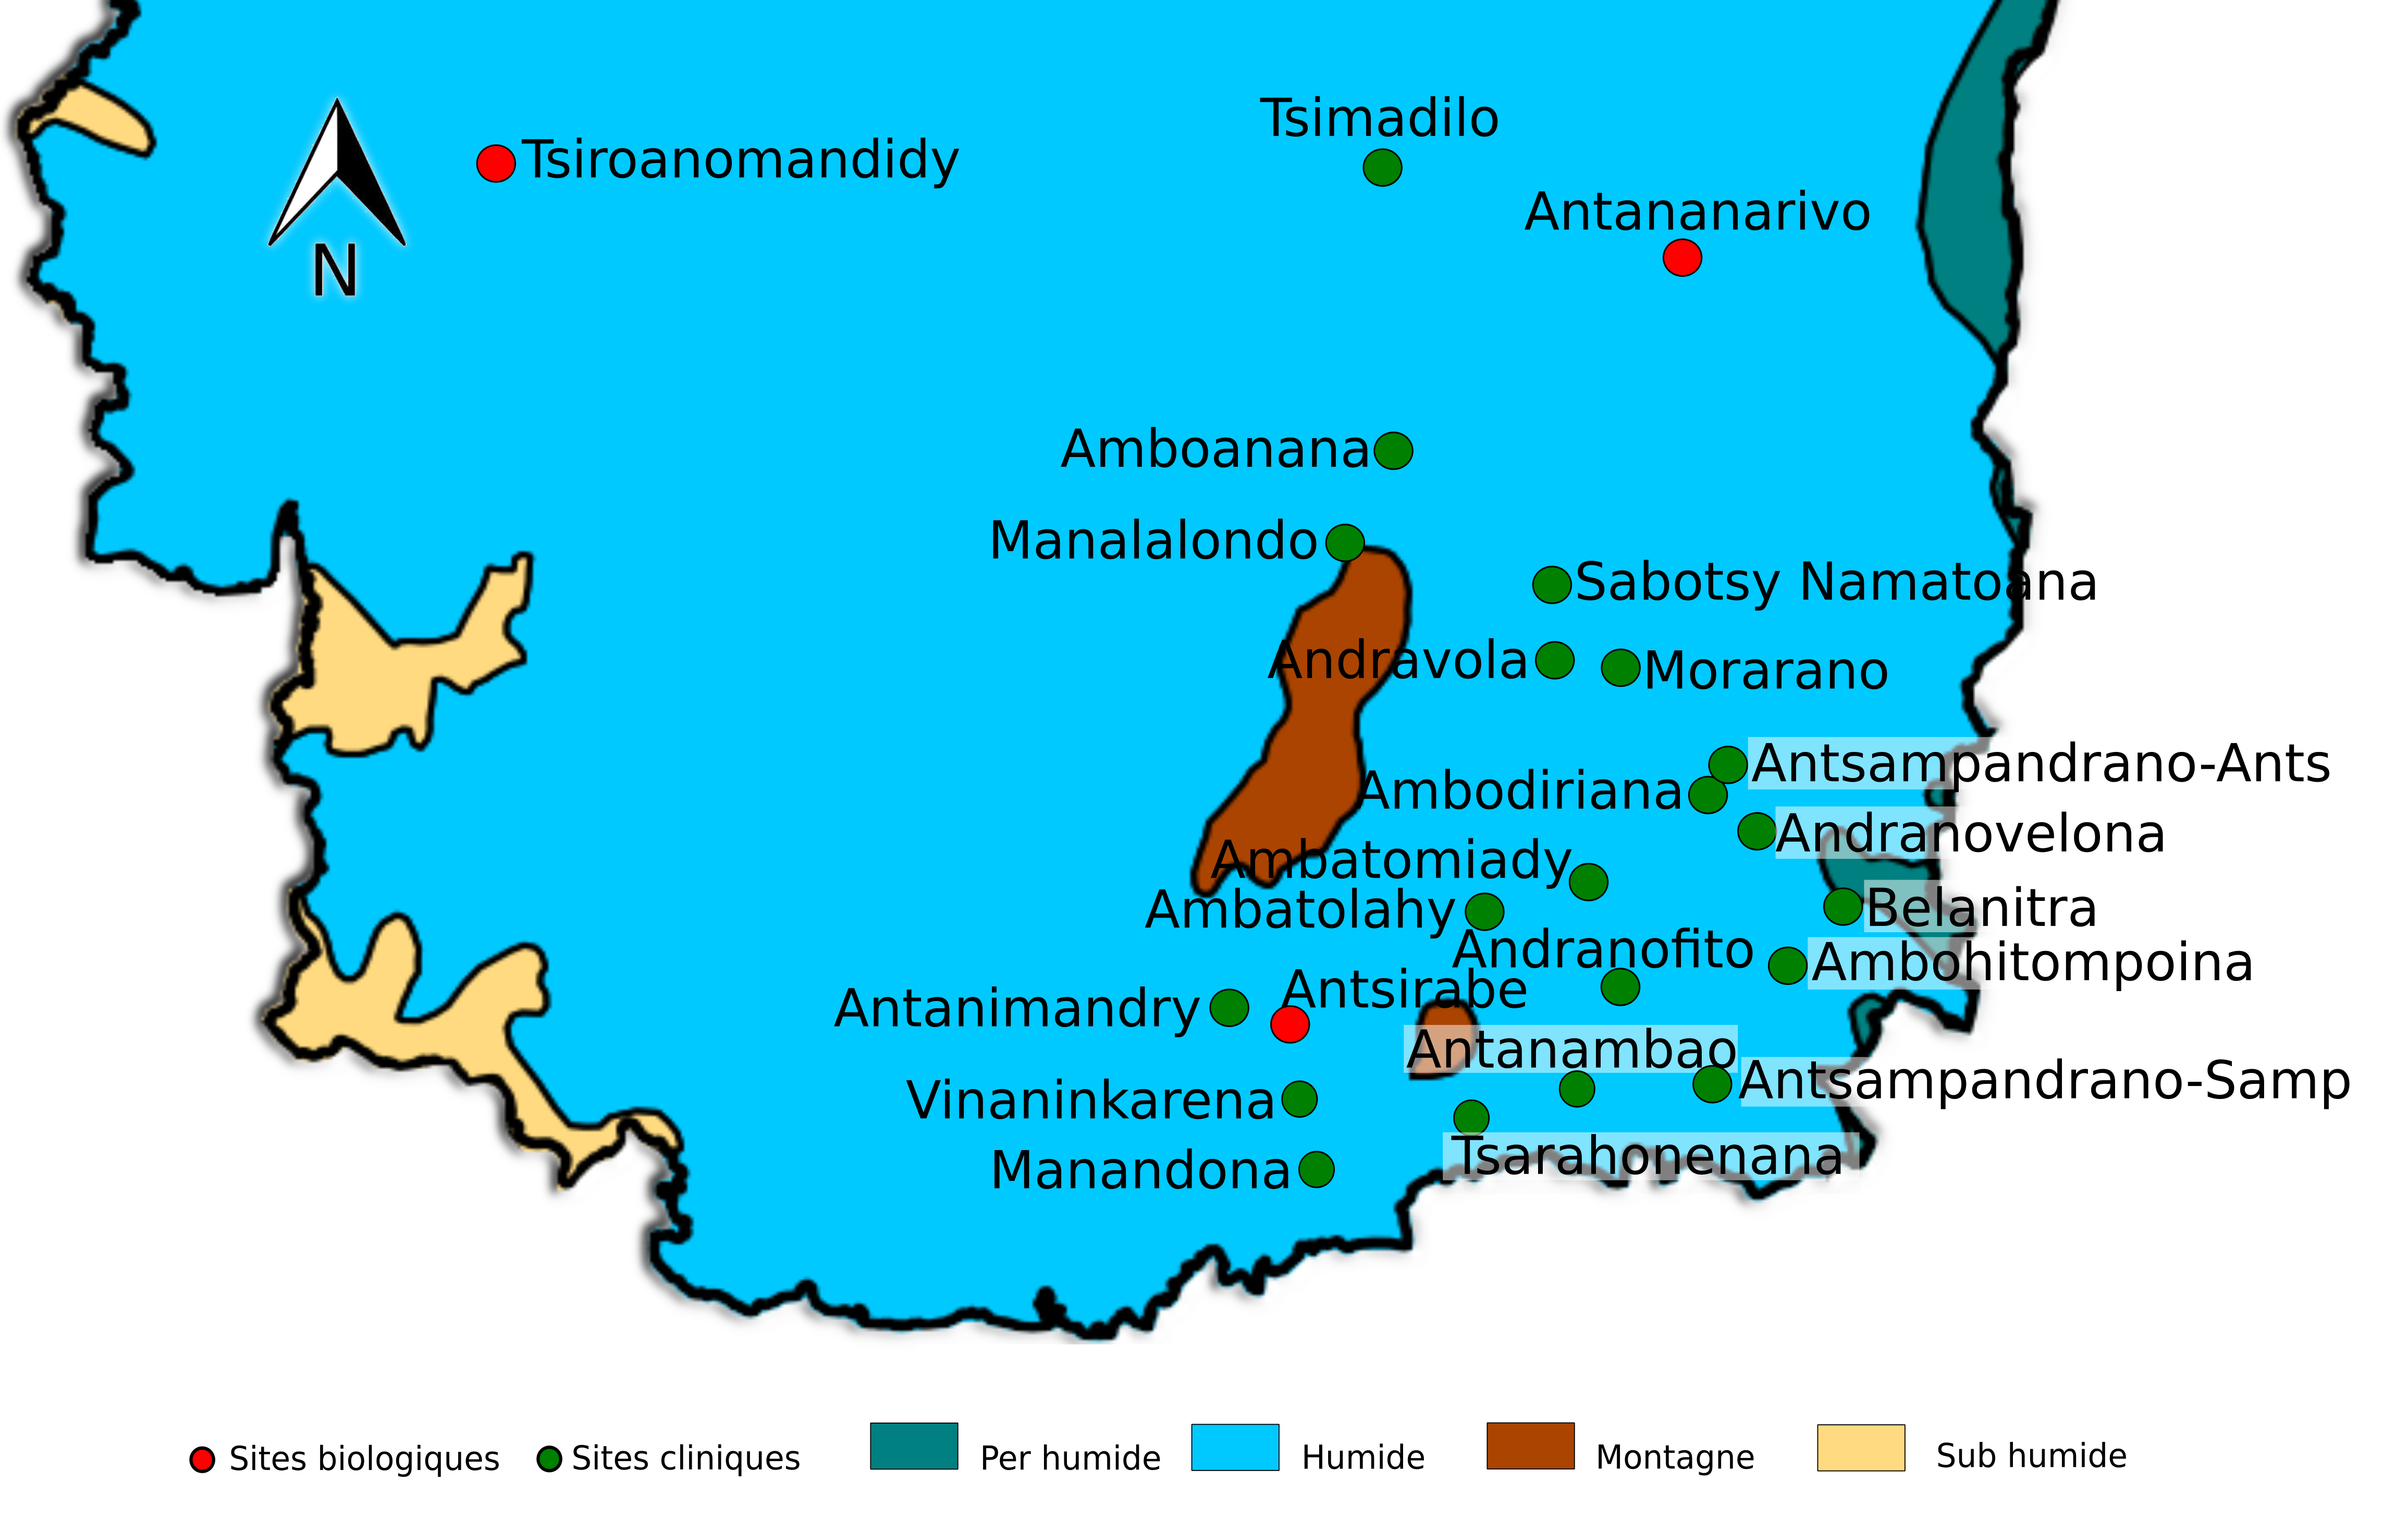 Tsimadilo
Tsiroanomandidy
Antananarivo
N
Amboanana
Manalalondo
Sabotsy Namatoana
Andravola
Morarano
Antsampandrano-Ants
Ambodiriana
Andranovelona
Ambatomiady
Ambatolahy
Belanitra
Andranofito
Ambohitompoina
Antsirabe
Antanimandry
Antanambao
Antsampandrano-Samp
Vinaninkarena
Tsarahonenana
Manandona
Sites biologiques
Sites cliniques
Per humide
Humide
Montagne
Sub humide